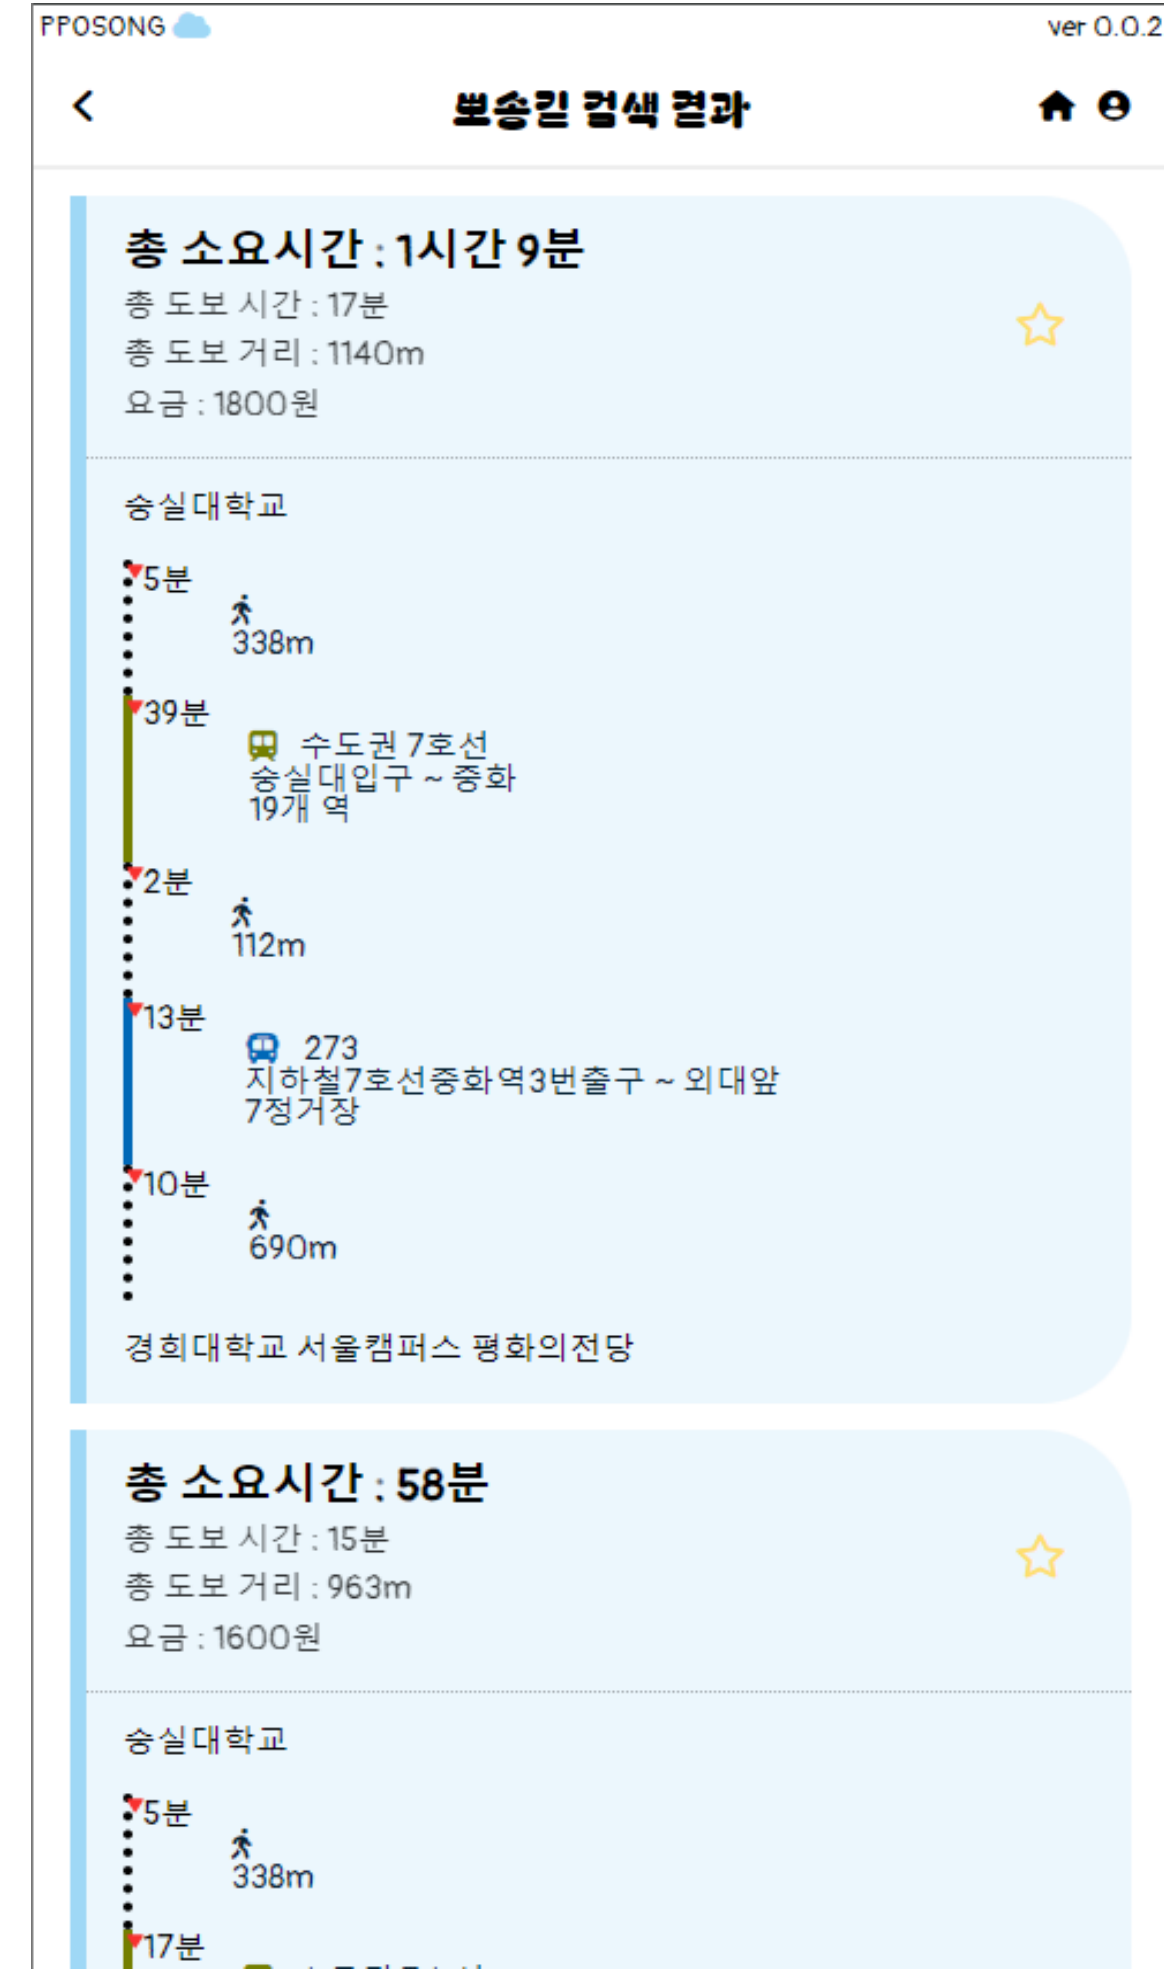 PPOSONG
ver 0.0.2
뽀송길 검색 결과
총 소요시간 : 1시간 9분
총 도보 시간 : 17분
총 도보 거리 : 1140m
요금 : 1800원
숭실대학교
5분
338m
39분
수도권 7호선
숭실대입구 ~ 중화
19개 역
2분
112m
13분
273
지하철7호선중화역3번출구 ~ 외대앞
7정거장
10분
690m
경희대학교 서울캠퍼스 평화의전당
총 소요시간 : 58분
총 도보 시간 : 15분
총 도보 거리 : 963m
요금 : 1600원
숭실대학교
5분
338m
17분